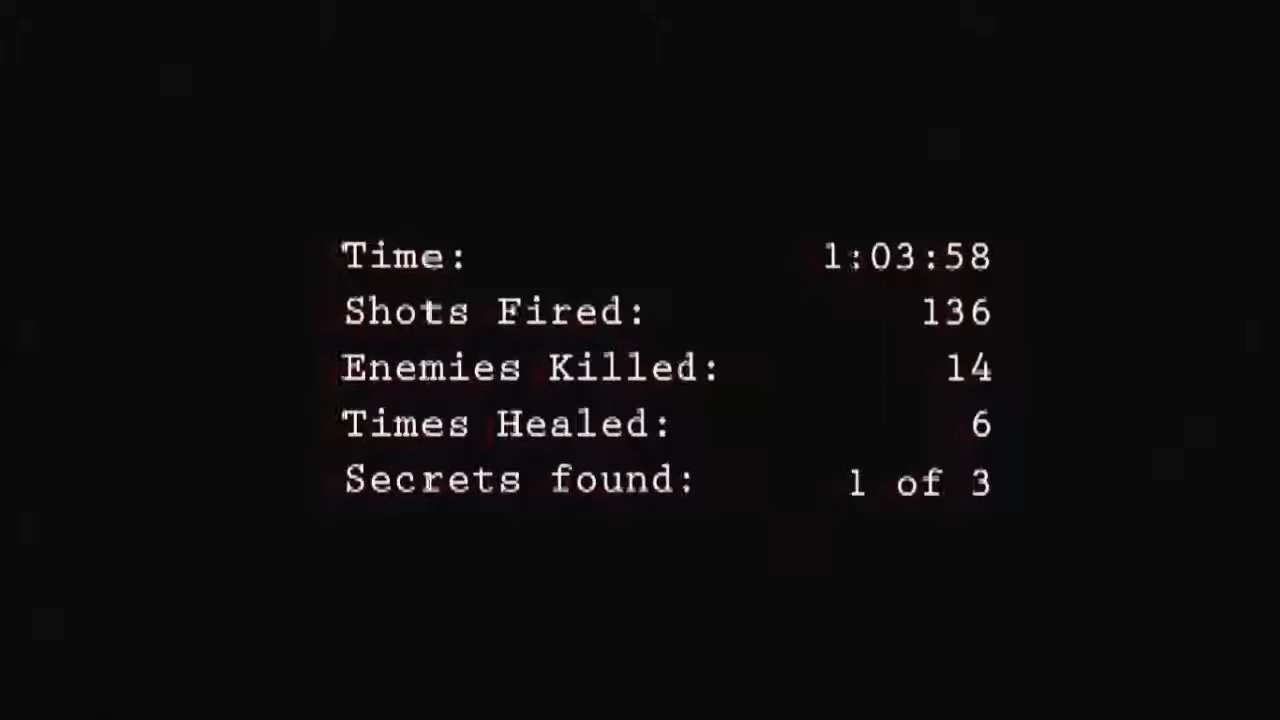 Time: 1:03:58
Shots Fired: 136
Enemies Killed: 14
Times Healed: 6
Secrets found: 1 of 3